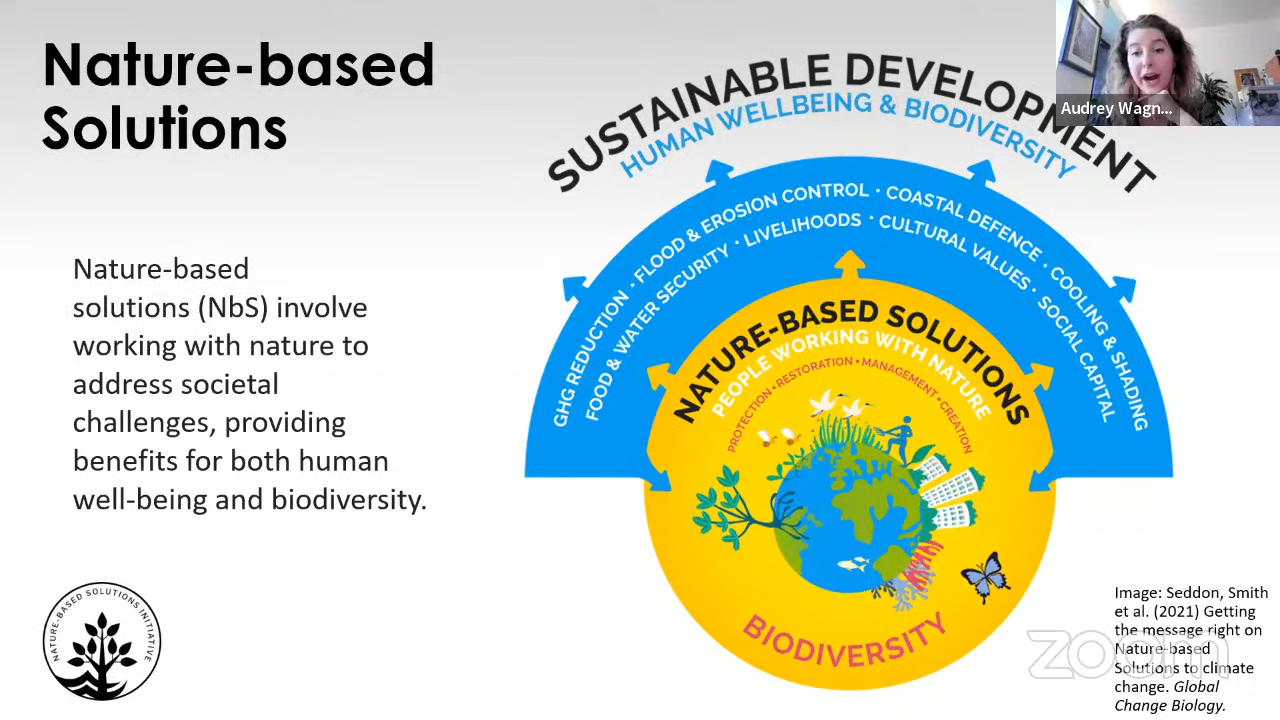 Nature-based
Solutions
Nature-based
solutions (NbS) involve
working with nature to
address societal
challenges, providing
benefits for both human
well-being and biodiversity.
NATURE-BASED SOLUTIONS INITIATIVE
SUSTAINABLE DEVELOPMENT
HUMAN WELLBEING & BIODIVERSITY
GHG REDUCTION · FLOOD & EROSION CONTROL · COASTAL DEFENCE · COOLING & SHADING
FOOD & WATER SECURITY · LIVELIHOODS · CULTURAL VALUES · SOCIAL CAPITAL
NATURE-BASED SOLUTIONS
PEOPLE WORKING WITH NATURE
PROTECTION • RESTORATION • MANAGEMENT • CREATION
BIODIVERSITY
Audrey Wagn...
Image: Seddon, Smith
et al. (2021) Getting
the message right on
Nature-based
Solutions to climate
change. Global
Change Biology.
zoom